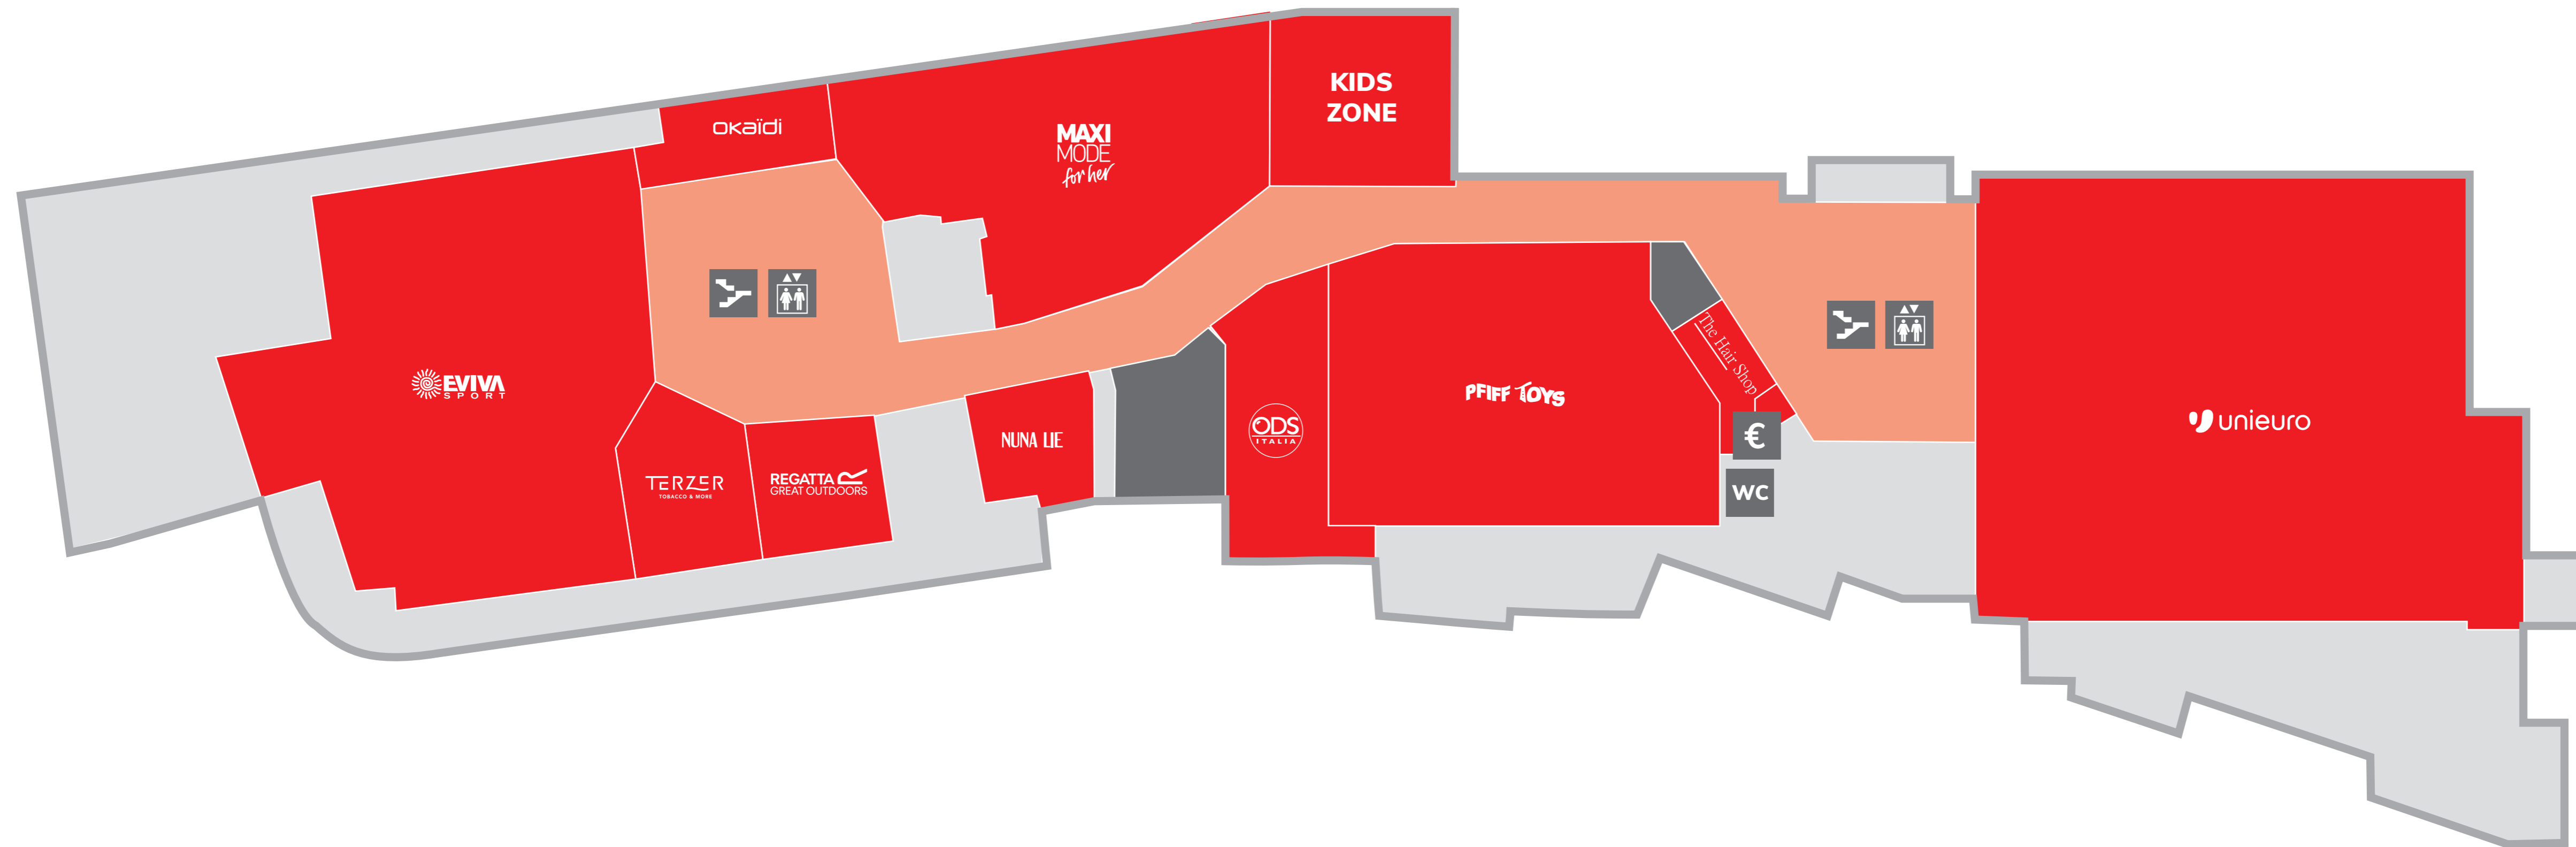 okaïdi
MAXI
MODE
for her
KIDS
ZONE
EVIVA
SPORT
TERZER
TOBACCO & MORE
REGATTA
GREAT OUTDOORS
NUNA LIE
ODS
ITALIA
PFIFF TOYS
The Hair Shop
€
WC
unieuro